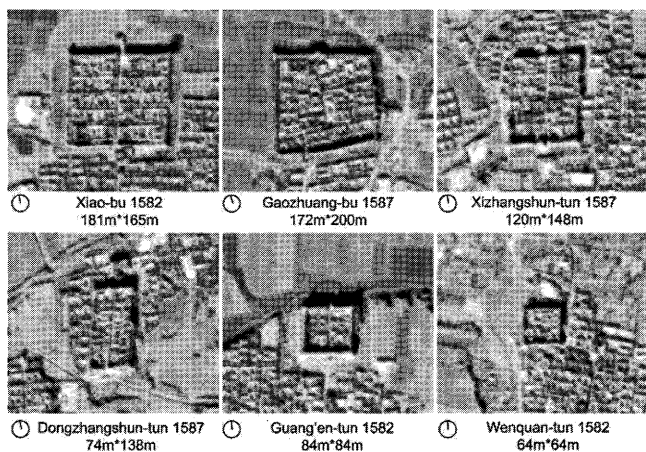 Xiao-bu 1582
181m*165m
Gaozhuang-bu 1587
172m*200m
Xizhangshun-tun 1587
120m*148m
Dongzhangshun-tun 1587
74m*138m
Guang'en-tun 1582
84m*84m
Wenquan-tun 1582
64m*64m